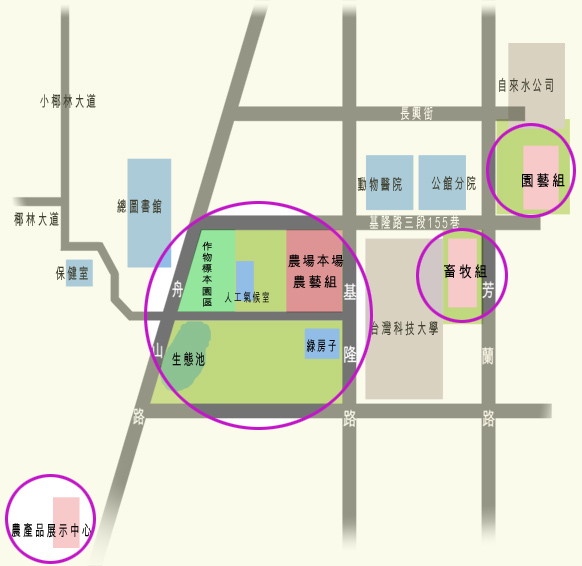 自來水公司
小椰林大道
長興街
動物醫院
公館分院
園藝組
總圖書館
椰林大道
基隆路三段155巷
作物標本園區
農場本場
農藝組
畜牧組
保健室
人工氣候室
舟山路
基隆路
芳蘭路
台灣科技大學
綠房子
生態池
農產品展示中心